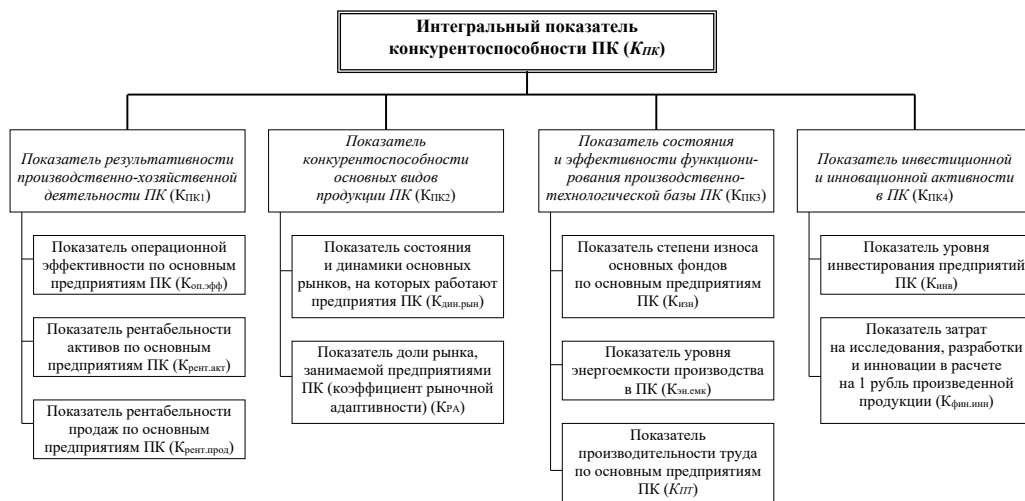 Интегральный показатель
конкурентоспособности ПК (KПК)
Показатель результативности
производственно-хозяйственной
деятельности ПК (КПК1)
Показатель операционной
эффективности по основным
предприятиям ПК (Kоп.эфф)
Показатель рентабельности
активов по основным
предприятиям ПК (Крент.акт)
Показатель рентабельности
продаж по основным
предприятиям ПК (Крент.прод)
Показатель
конкурентоспособности
основных видов
продукции ПК (КПК2)
Показатель состояния
и динамики основных
рынков, на которых работают
предприятия ПК (Кдин.рын)
Показатель доли рынка,
занимаемой предприятиями
ПК (коэффициент рыночной
адаптивности) (КРА)
Показатель состояния
и эффективности функциони-
рования производственно-
технологической базы ПК (КПК3)
Показатель степени износа
основных фондов
по основным предприятиям
ПК (Кизн)
Показатель уровня
энергоемкости производства
в ПК (Кэн.емк)
Показатель
производительности труда
по основным предприятиям
ПК (КПТ)
Показатель инвестиционной
и инновационной активности
в ПК (КПК4)
Показатель уровня
инвестирования предприятий
ПК (Кинв)
Показатель затрат
на исследования, разработки
и инновации в расчете
на 1 рубль произведенной
продукции (Кфин.инн)